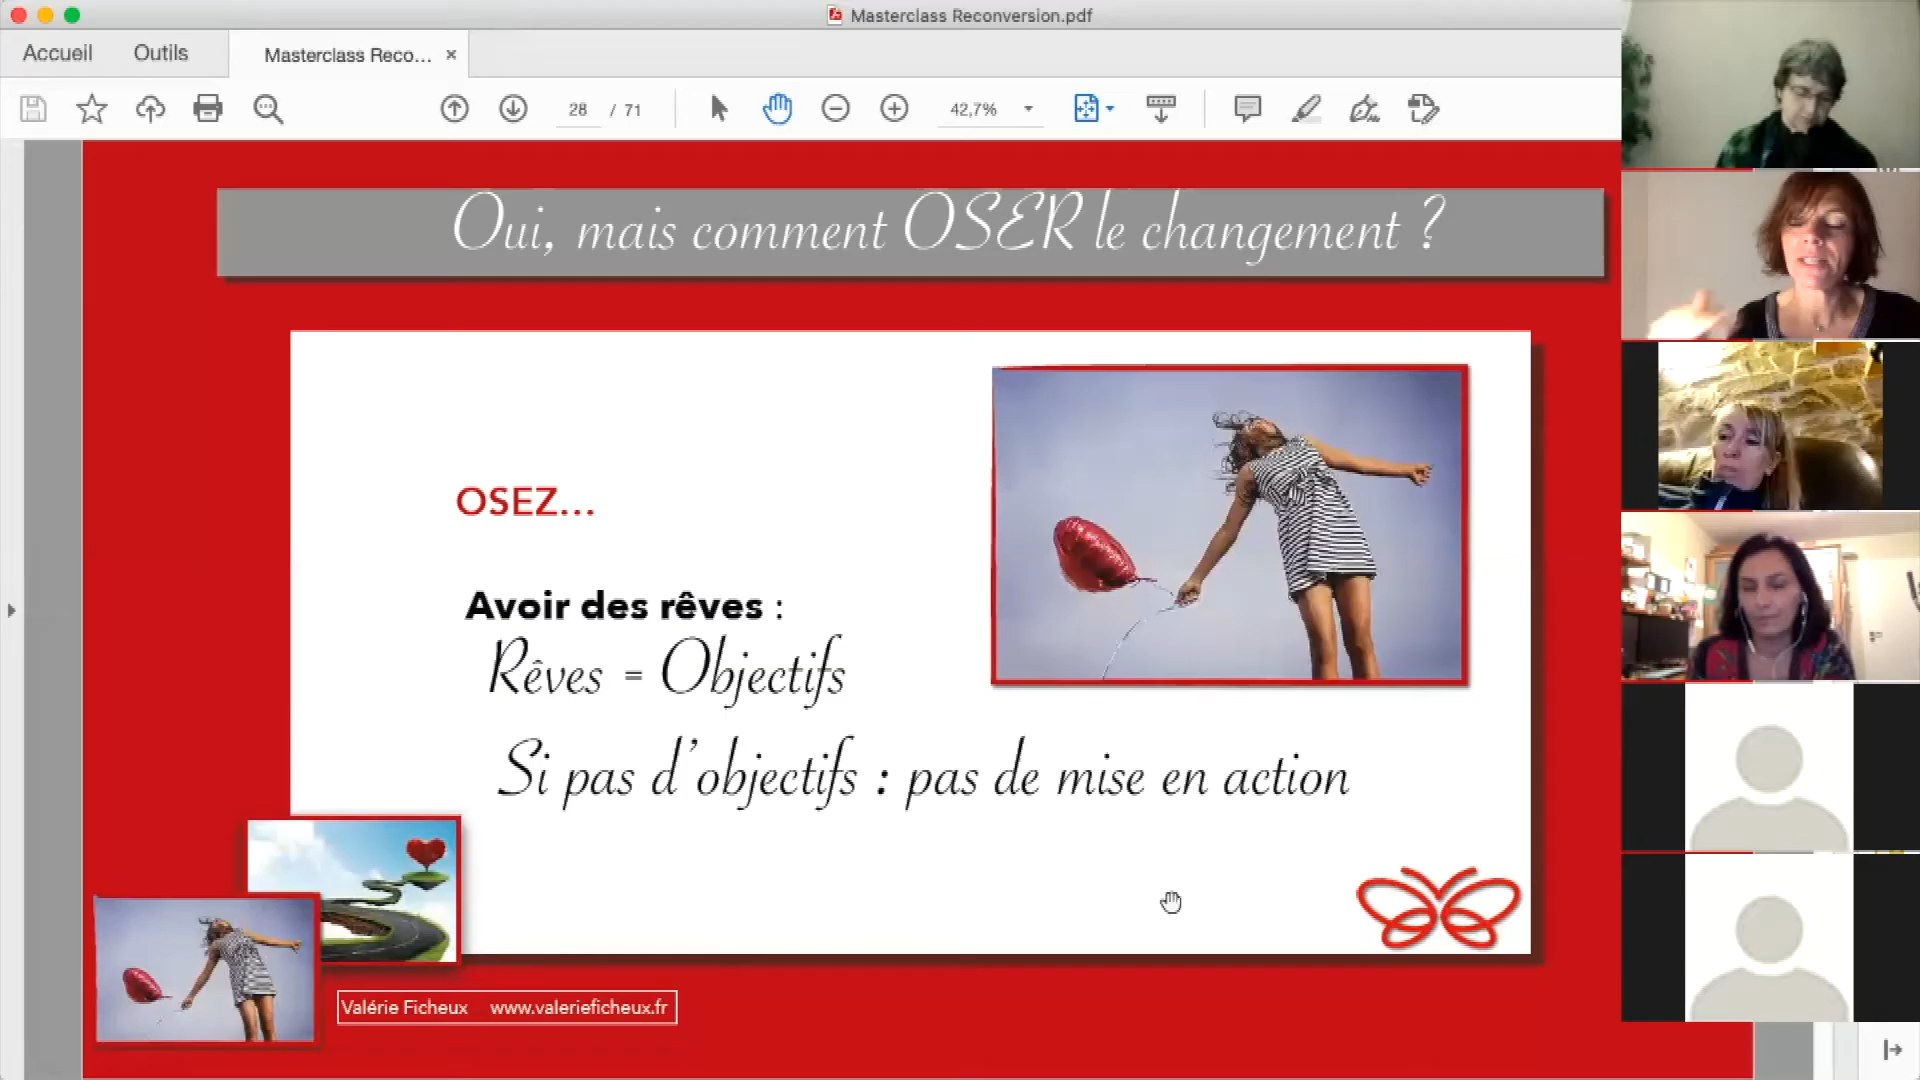 Masterclass Reconversion.pdf
Accueil
Outils
Masterclass Reco...
28 / 71
42,7%
Oui, mais comment OSER le changement ?
OSEZ...
Avoir des rêves :
Rêves = Objectifs
Si pas d'objectifs : pas de mise en action
Valérie Ficheux www.valerieficheux.fr